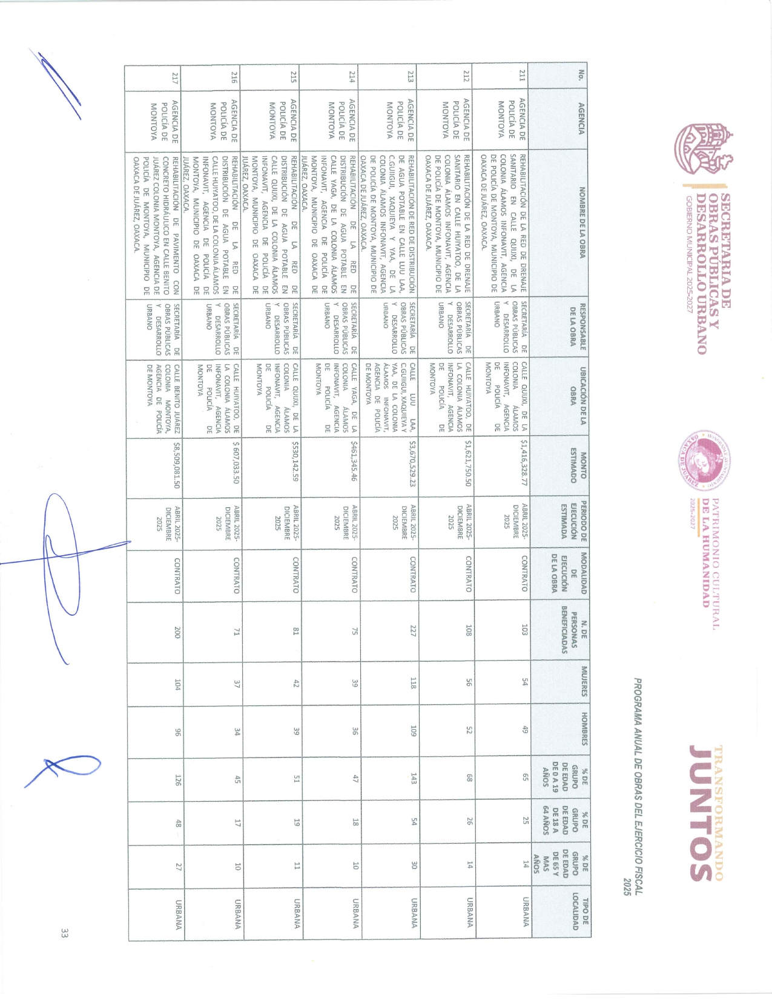 SECRETARÍA DE
OBRAS PÚBLICAS Y
DESARROLLO URBANO
GOBIERNO MUNICIPAL 2025-2027
HONORABLE AYUNTAMIENTO
OAXACA DE JUÁREZ
PATRIMONIO CULTURAL
DE LA HUMANIDAD
2025-2027
TRANSFORMANDO
JUNTOS
PROGRAMA ANUAL DE OBRAS DEL EJERCICIO FISCAL
2025
No.
AGENCIA
NOMBRE DE LA OBRA
RESPONSABLE
DE LA OBRA
UBICACIÓN DE LA
OBRA
MONTO
ESTIMADO
PERIODO DE
EJECUCIÓN
ESTIMADA
MODALIDAD
DE
EJECUCIÓN
DE LA OBRA
N. DE
PERSONAS
BENEFICIADAS
MUJERES
HOMBRES
% DE
GRUPO
DE EDAD
DE 0 A 19
AÑOS
% DE
GRUPO
DE EDAD
DE 18 A
64 AÑOS
% DE
GRUPO
DE EDAD
DE 65 Y
MAS
AÑOS
TIPO DE
LOCALIDAD
211
AGENCIA DE
POLICÍA DE
MONTOYA
REHABILITACIÓN DE LA RED DE DRENAJE
SANITARIO EN CALLE QUIJXI, DE LA
COLONIA ÁLAMOS INFONAVIT, AGENCIA
DE POLICÍA DE MONTOYA, MUNICIPIO DE
OAXACA DE JUÁREZ, OAXACA.
SECRETARÍA DE
OBRAS PÚBLICAS
Y DESARROLLO
URBANO
CALLE QUIJXI, DE LA
COLONIA ÁLAMOS
INFONAVIT, AGENCIA
DE POLICÍA DE
MONTOYA
$1,416,328.77
ABRIL 2025-
DICIEMBRE
2025
CONTRATO
103
54
49
65
25
14
URBANA
212
AGENCIA DE
POLICÍA DE
MONTOYA
REHABILITACIÓN DE LA RED DE DRENAJE
SANITARIO EN CALLE HUIYATOO, DE LA
COLONIA ÁLAMOS INFONAVIT, AGENCIA
DE POLICÍA DE MONTOYA, MUNICIPIO DE
OAXACA DE JUÁREZ, OAXACA.
SECRETARÍA DE
OBRAS PÚBLICAS
Y DESARROLLO
URBANO
CALLE HUIYATOO, DE
LA COLONIA ÁLAMOS
INFONAVIT, AGENCIA
DE POLICÍA DE
MONTOYA
$1,621,750.50
ABRIL 2025-
DICIEMBRE
2025
CONTRATO
108
56
52
68
26
14
URBANA
213
AGENCIA DE
POLICÍA DE
MONTOYA
REHABILITACIÓN DE RED DE DISTRIBUCIÓN
DE AGUA POTABLE EN CALLE LUU LAA,
C.GUIIGUI, XAQUIEYA Y YAA, DE LA
COLONIA ÁLAMOS INFONAVIT, AGENCIA
DE POLICÍA DE MONTOYA, MUNICIPIO DE
OAXACA DE JUÁREZ, OAXACA.
SECRETARÍA DE
OBRAS PÚBLICAS
Y DESARROLLO
URBANO
CALLE LUU LAA,
C.GUIIGUI, XAQUIEYA Y
YAA, DE LA COLONIA
ÁLAMOS INFONAVIT,
AGENCIA DE POLICÍA
DE MONTOYA
$3,670,529.23
ABRIL 2025-
DICIEMBRE
2025
CONTRATO
227
118
109
143
54
30
URBANA
214
AGENCIA DE
POLICÍA DE
MONTOYA
REHABILITACIÓN DE LA RED DE
DISTRIBUCIÓN DE AGUA POTABLE EN
CALLE YAGA, DE LA COLONIA ÁLAMOS
INFONAVIT, AGENCIA DE POLICÍA DE
MONTOYA, MUNICIPIO DE OAXACA DE
JUÁREZ, OAXACA.
SECRETARÍA DE
OBRAS PÚBLICAS
Y DESARROLLO
URBANO
CALLE YAGA, DE LA
COLONIA ÁLAMOS
INFONAVIT, AGENCIA
DE POLICÍA DE
MONTOYA
$461,345.46
ABRIL 2025-
DICIEMBRE
2025
CONTRATO
75
39
36
47
18
10
URBANA
215
AGENCIA DE
POLICÍA DE
MONTOYA
REHABILITACIÓN DE LA RED DE
DISTRIBUCIÓN DE AGUA POTABLE EN
CALLE QUIJXI, DE LA COLONIA ÁLAMOS
INFONAVIT, AGENCIA DE POLICÍA DE
MONTOYA, MUNICIPIO DE OAXACA DE
JUÁREZ, OAXACA.
SECRETARÍA DE
OBRAS PÚBLICAS
Y DESARROLLO
URBANO
CALLE QUIJXI, DE LA
COLONIA ÁLAMOS
INFONAVIT, AGENCIA
DE POLICÍA DE
MONTOYA
$530,142.59
ABRIL 2025-
DICIEMBRE
2025
CONTRATO
81
42
39
51
19
11
URBANA
216
AGENCIA DE
POLICÍA DE
MONTOYA
REHABILITACIÓN DE LA RED DE
DISTRIBUCIÓN DE AGUA POTABLE EN
CALLE HUIYATOO, DE LA COLONIA ÁLAMOS
INFONAVIT, AGENCIA DE POLICÍA DE
MONTOYA, MUNICIPIO DE OAXACA DE
JUÁREZ, OAXACA.
SECRETARÍA DE
OBRAS PÚBLICAS
Y DESARROLLO
URBANO
CALLE HUIYATOO, DE
LA COLONIA ÁLAMOS
INFONAVIT, AGENCIA
DE POLICÍA DE
MONTOYA
$ 607,033.50
ABRIL 2025-
DICIEMBRE
2025
CONTRATO
71
37
34
45
17
10
URBANA
217
AGENCIA DE
POLICÍA DE
MONTOYA
REHABILITACIÓN DE PAVIMENTO CON
CONCRETO HIDRÁULICO EN CALLE BENITO
JUÁREZ COLONIA MONTOYA, AGENCIA DE
POLICÍA DE MONTOYA, MUNICIPIO DE
OAXACA DE JUÁREZ, OAXACA.
SECRETARÍA DE
OBRAS PÚBLICAS
Y DESARROLLO
URBANO
CALLE BENITO JUÁREZ
COLONIA MONTOYA,
AGENCIA DE POLICÍA
DE MONTOYA
$8,509,081.50
ABRIL 2025-
DICIEMBRE
2025
CONTRATO
200
104
96
126
48
27
URBANA
33